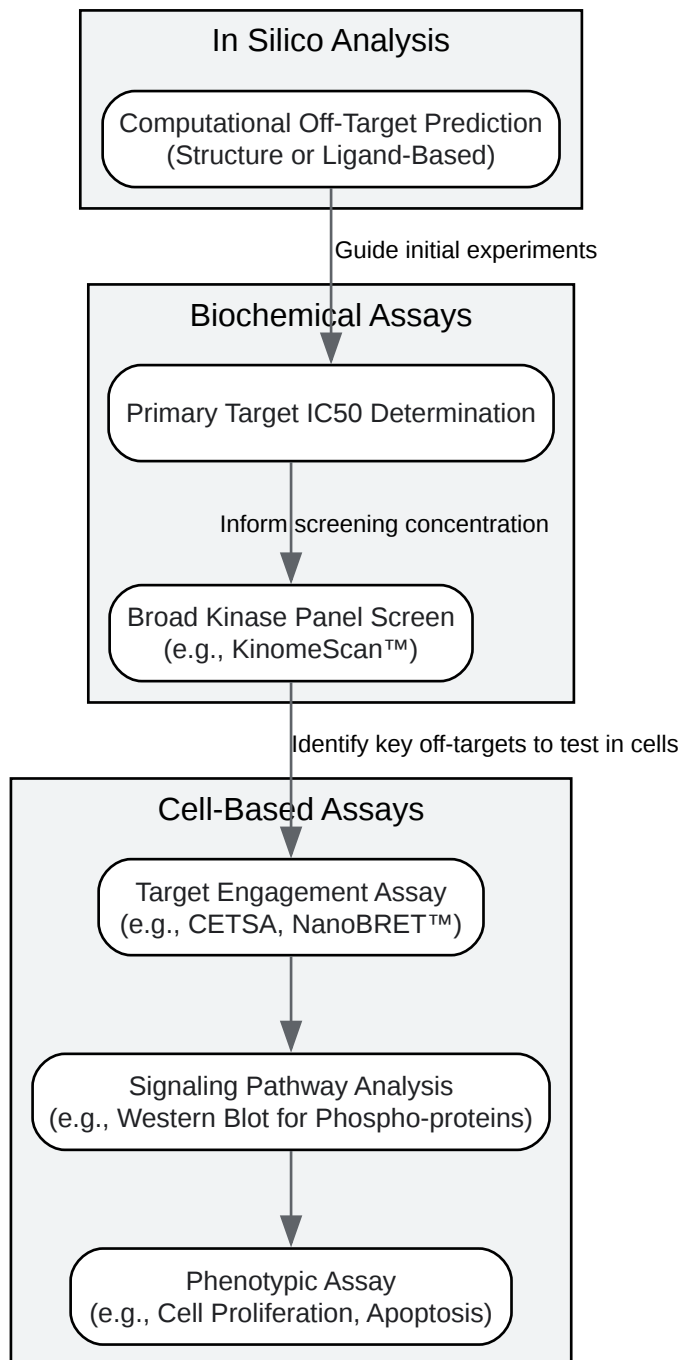 In Silico Analysis
Computational Off-Target Prediction
(Structure or Ligand-Based)
Guide initial experiments
Biochemical Assays
Primary Target IC50 Determination
Inform screening concentration
Broad Kinase Panel Screen
(e.g., KinomeScan™)
Identify key off-targets to test in cells
Cell-Based Assays
Target Engagement Assay
(e.g., CETSA, NanoBRET™)
Signaling Pathway Analysis
(e.g., Western Blot for Phospho-proteins)
Phenotypic Assay
(e.g., Cell Proliferation, Apoptosis)